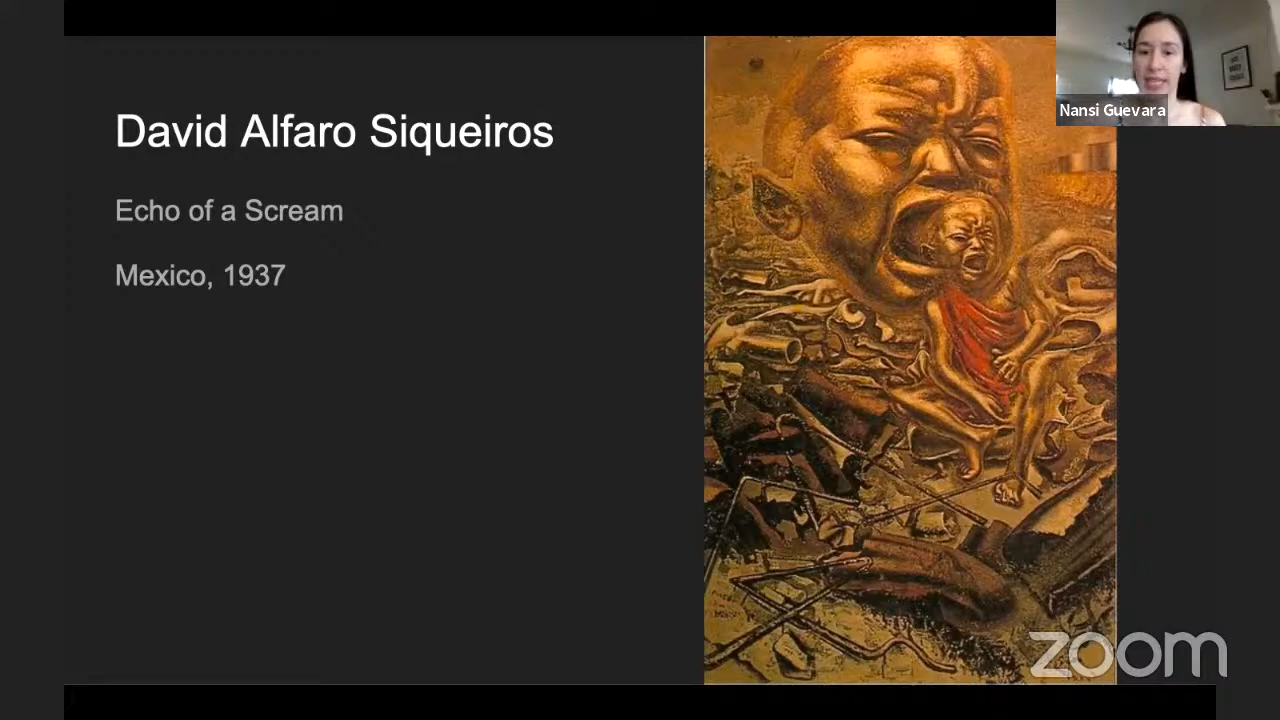 David Alfaro Siqueiros
Echo of a Scream
Mexico, 1937
Nansi Guevara
zoom